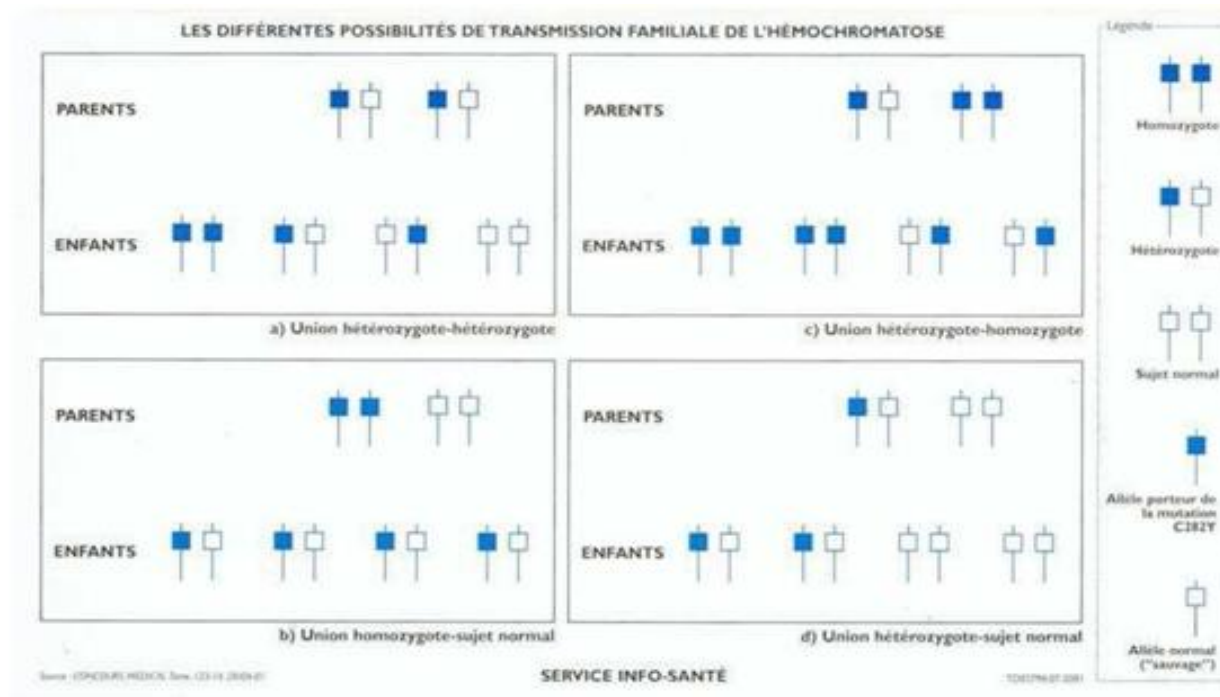 LES DIFFÉRENTES POSSIBILITÉS DE TRANSMISSION FAMILIALE DE L'HÉMOCHROMATOSE
PARENTS
ENFANTS
a) Union hétérozygote-hétérozygote
PARENTS
ENFANTS
c) Union hétérozygote-homozygote
PARENTS
ENFANTS
b) Union homozygote-sujet normal
PARENTS
ENFANTS
d) Union hétérozygote-sujet normal
Légende
Homozygote
Hétérozygote
Sujet normal
Allèle porteur de
la mutation
C282Y
Allèle normal
("sauvage")
SERVICE INFO-SANTÉ